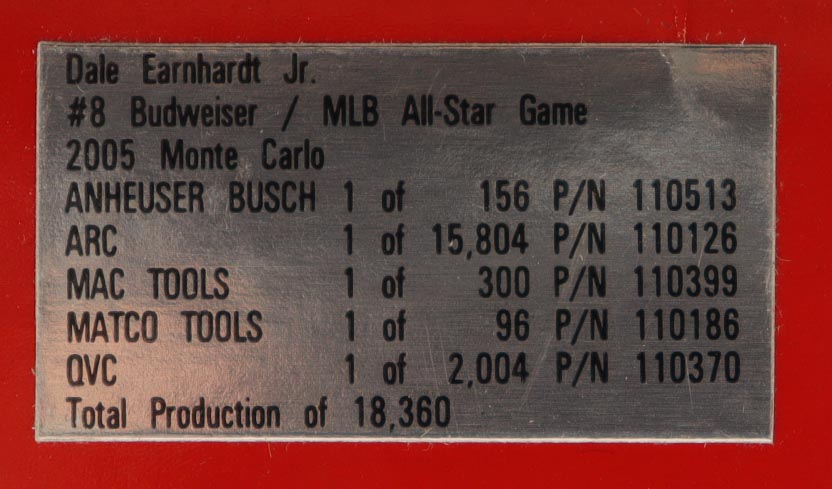 Dale Earnhardt Jr.
#8 Budweiser / MLB All-Star Game
2005 Monte Carlo
ANHEUSER BUSCH 1 of 156 P/N 110513
ARC 1 of 15,804 P/N 110126
MAC TOOLS 1 of 300 P/N 110399
MATCO TOOLS 1 of 96 P/N 110186
QVC 1 of 2,004 P/N 110370
Total Production of 18,360